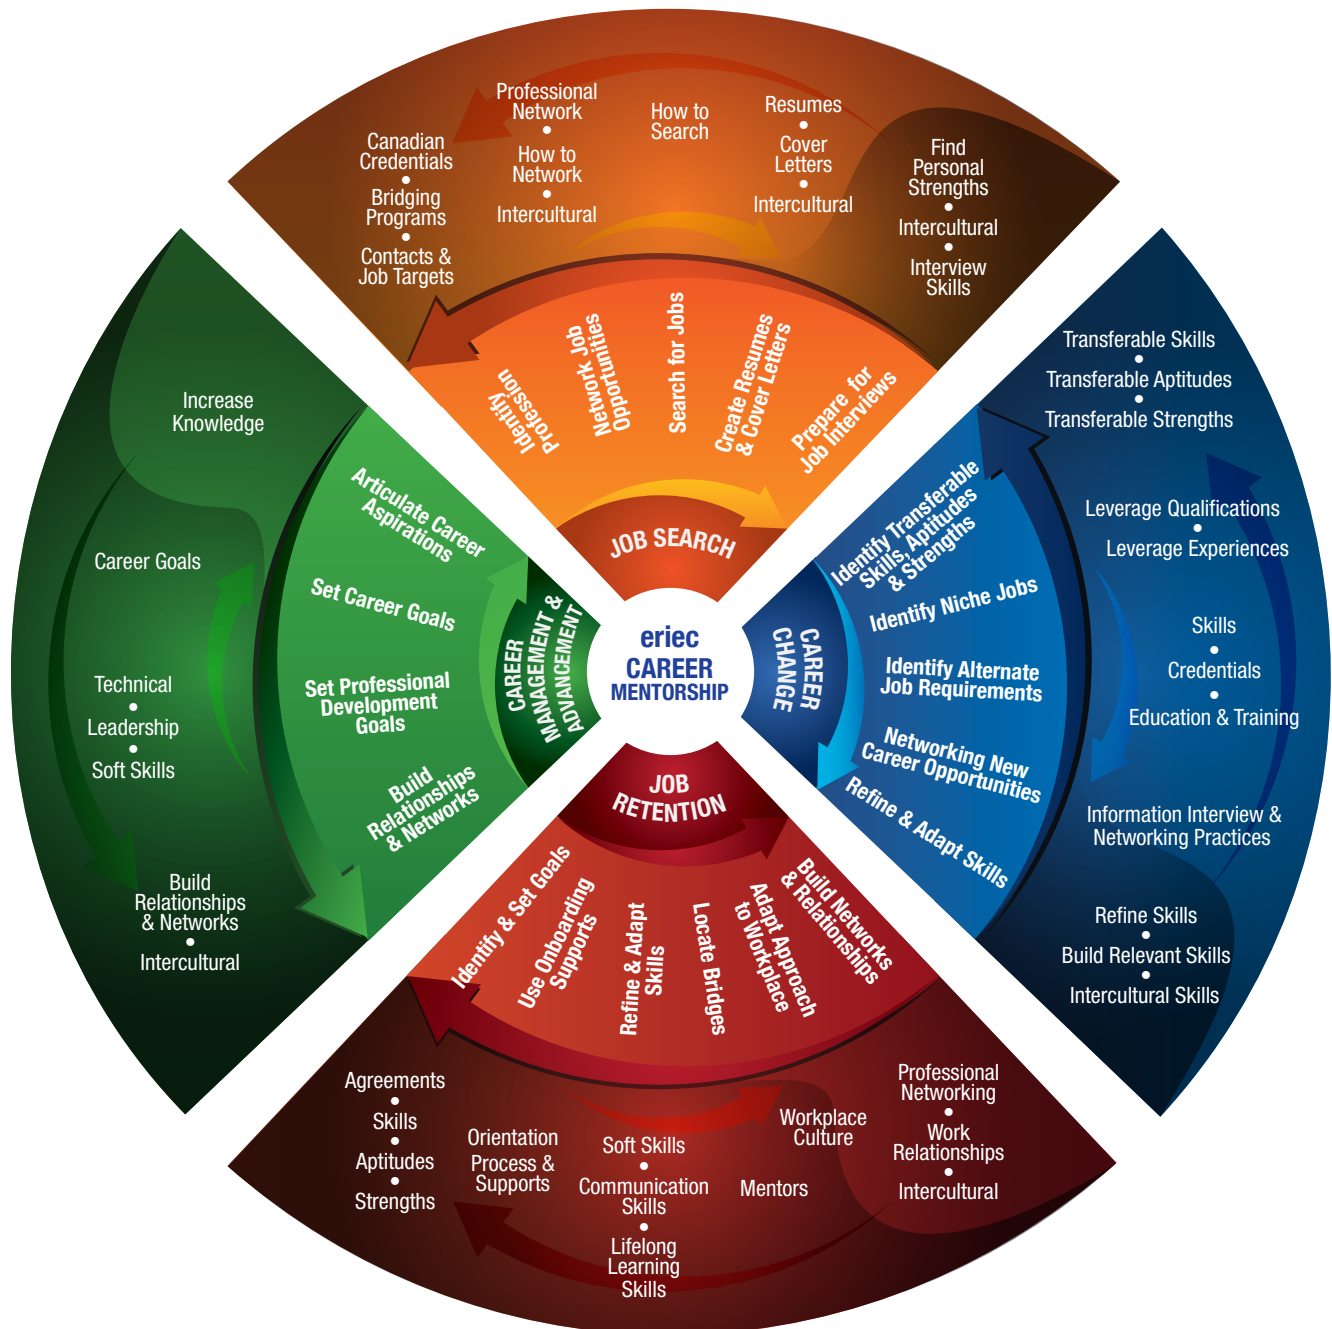 eriec
CAREER
MENTORSHIP
JOB SEARCH
Identify
Profession
Network Job
Opportunities
Search for Jobs
Create Resumes
& Cover Letters
Prepare for
Job Interviews
Canadian
Credentials
Bridging
Programs
Contacts &
Job Targets
Professional
Network
How to
Network
Intercultural
How to
Search
Resumes
Cover
Letters
Intercultural
Find
Personal
Strengths
Intercultural
Interview
Skills
CAREER
CHANGE
Identify Transferable
Skills, Aptitudes
& Strengths
Identify Niche Jobs
Identify Alternate
Job Requirements
Networking New
Career Opportunities
Refine & Adapt Skills
Transferable Skills
Transferable Aptitudes
Transferable Strengths
Leverage Qualifications
Leverage Experiences
Skills
Credentials
Education & Training
Information Interview &
Networking Practices
Refine Skills
Build Relevant Skills
Intercultural Skills
JOB
RETENTION
Identify & Set Goals
Use Onboarding
Supports
Refine & Adapt
Skills
Locate Bridges
Adapt Approach
to Workplace
Build Networks
& Relationships
Agreements
Skills
Aptitudes
Strengths
Orientation
Process &
Supports
Soft Skills
Communication
Skills
Lifelong
Learning
Skills
Mentors
Workplace
Culture
Professional
Networking
Work
Relationships
Intercultural
CAREER
MANAGEMENT &
ADVANCEMENT
Articulate Career
Aspirations
Set Career Goals
Set Professional
Development
Goals
Build
Relationships
& Networks
Increase
Knowledge
Career Goals
Technical
Leadership
Soft Skills
Build
Relationships
& Networks
Intercultural